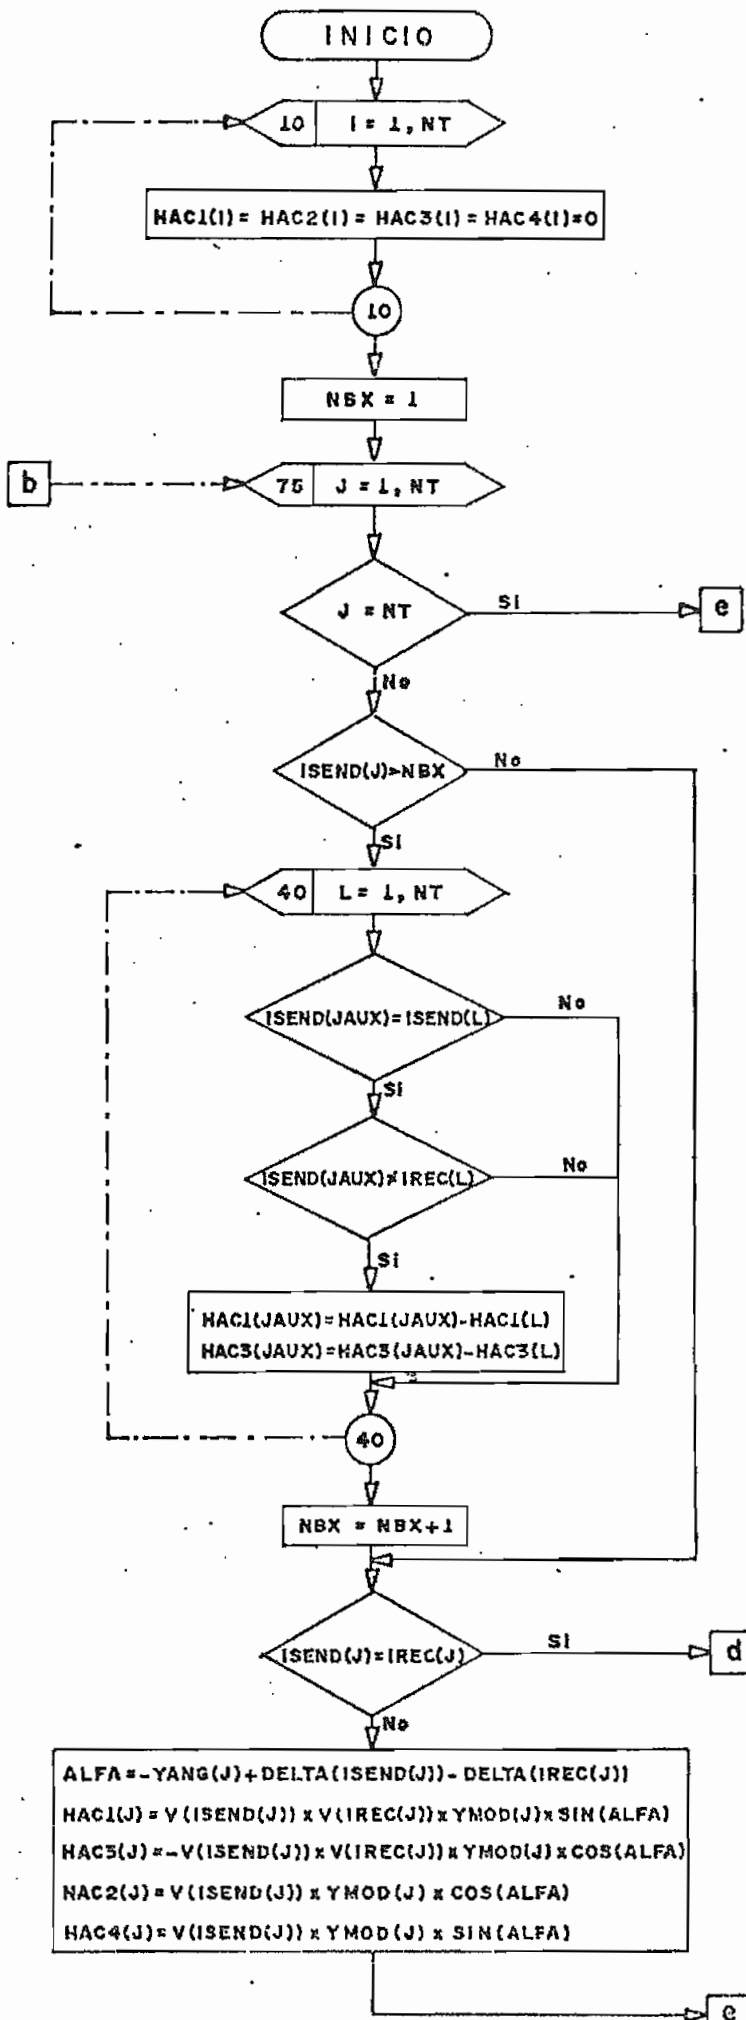 INICIO
10 I = 1, NT
HAC1(I) = HAC2(I) = HAC3(I) = HAC4(I)=0
10
NBX = 1
b
75 J = 1, NT
J = NT
Si
e
No
ISEND(J)>NBX
No
Si
40 L = 1, NT
ISEND(JAUX)=ISEND(L)
No
Si
ISEND(JAUX)≠IREC(L)
No
Si
HAC1(JAUX)=HAC1(JAUX)-HAC1(L)
HAC3(JAUX)=HAC3(JAUX)-HAC3(L)
40
NBX = NBX+1
ISEND(J)=IREC(J)
Si
d
No
ALFA=-YANG(J)+DELTA(ISEND(J))-DELTA(IREC(J))
HAC1(J) = V(ISEND(J)) x V(IREC(J)) x YMOD(J) x SIN(ALFA)
HAC3(J)=-V(ISEND(J)) x V(IREC(J)) x YMOD(J) x COS(ALFA)
HAC2(J)=V(ISEND(J)) x YMOD(J) x COS(ALFA)
HAC4(J)=V(ISEND(J)) x YMOD(J) x SIN(ALFA)